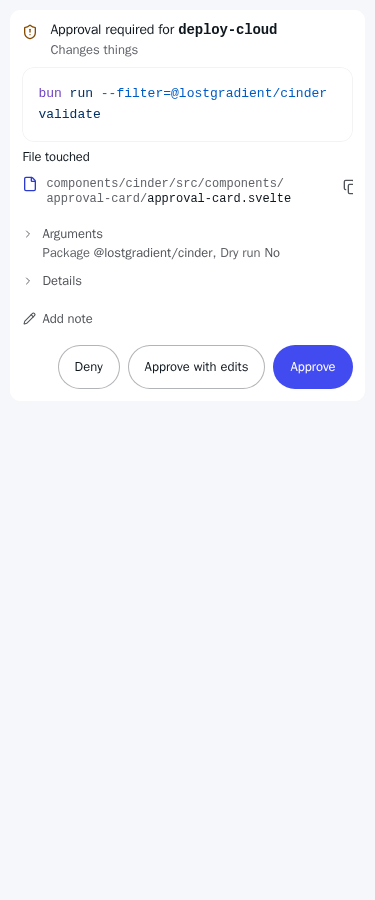 Approval required for deploy-cloud
Changes things
bun run --filter=@lostgradient/cinder
validate
File touched
components/cinder/src/components/
approval-card/approval-card.svelte
Arguments
Package @lostgradient/cinder, Dry run No
Details
Add note
Deny
Approve with edits
Approve